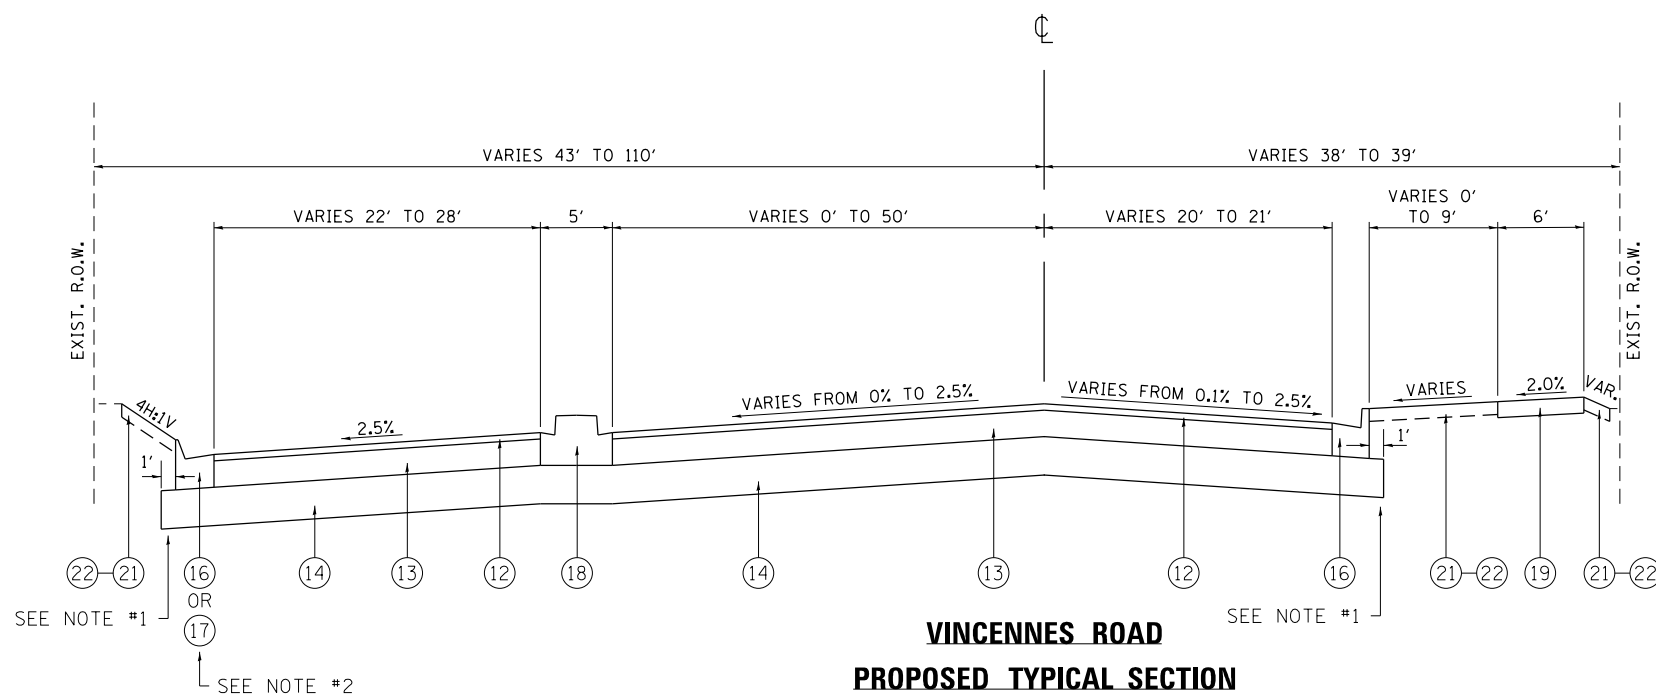 ℄
VARIES 43' TO 110'
VARIES 38' TO 39'
VARIES 22' TO 28'
5'
VARIES 0' TO 50'
VARIES 20' TO 21'
VARIES 0'
TO 9'
6'
EXIST. R.O.W.
EXIST. R.O.W.
4H:1V
2.5%
VARIES FROM 0% TO 2.5%
VARIES FROM 0.1% TO 2.5%
VARIES
2.0%
VAR.
1'
1'
22 21 16 14 13 12 18 14 13 12 16 21 22 19 21 22
OR
17
SEE NOTE #1
SEE NOTE #1
SEE NOTE #2
VINCENNES ROAD
PROPOSED TYPICAL SECTION